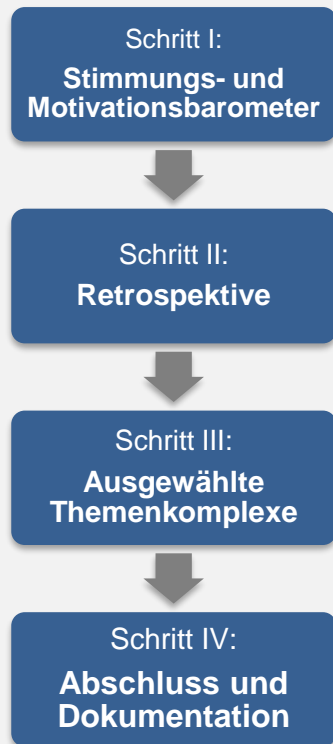 Schritt I:
Stimmungs- und
Motivationsbarometer
Schritt II:
Retrospektive
Schritt III:
Ausgewählte
Themenkomplexe
Schritt IV:
Abschluss und
Dokumentation